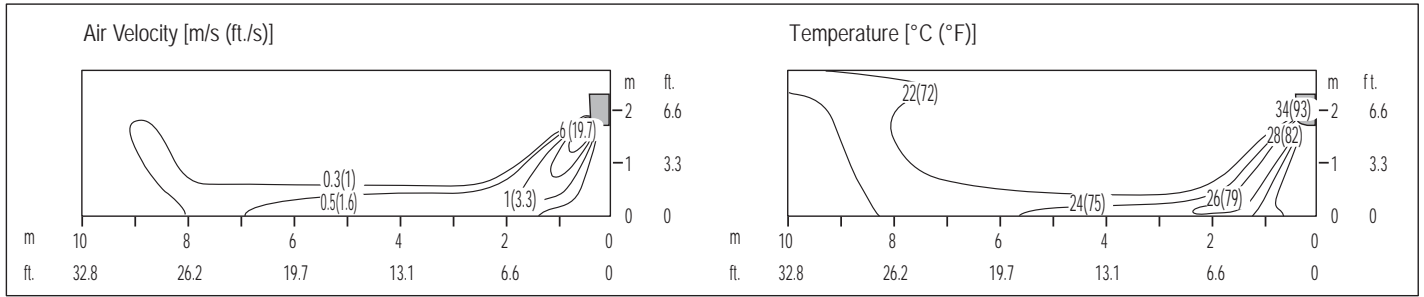 Air Velocity [m/s (ft./s)]
m ft.
2 6.6
6 (19.7)
1 3.3
0.3(1)
0.5(1.6)
1(3.3)
0 0
m 10 8 6 4 2 0
ft. 32.8 26.2 19.7 13.1 6.6 0
Temperature [°C (°F)]
m ft.
22(72)
34(93) 2 6.6
28(82)
1 3.3
24(75)
26(79)
0 0
m 10 8 6 4 2 0
ft. 32.8 26.2 19.7 13.1 6.6 0